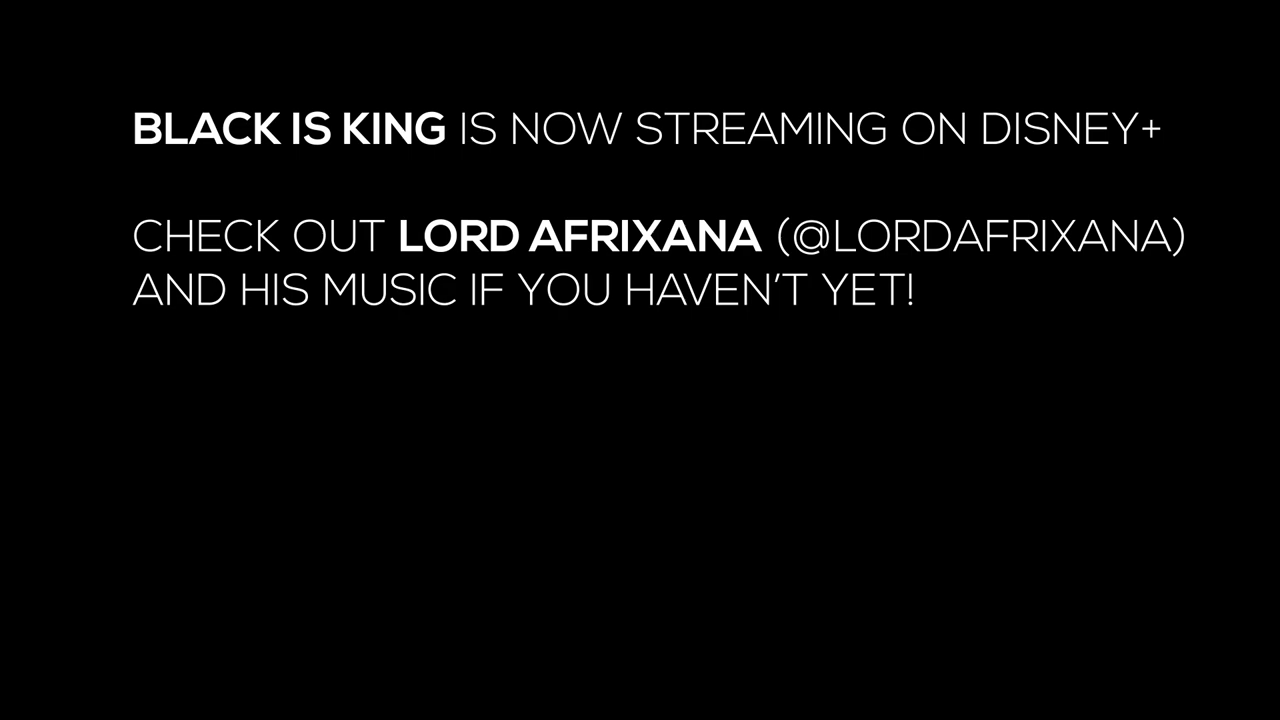 BLACK IS KING IS NOW STREAMING ON DISNEY+
CHECK OUT LORD AFRIXANA (@LORDAFRIXANA)
AND HIS MUSIC IF YOU HAVEN'T YET!